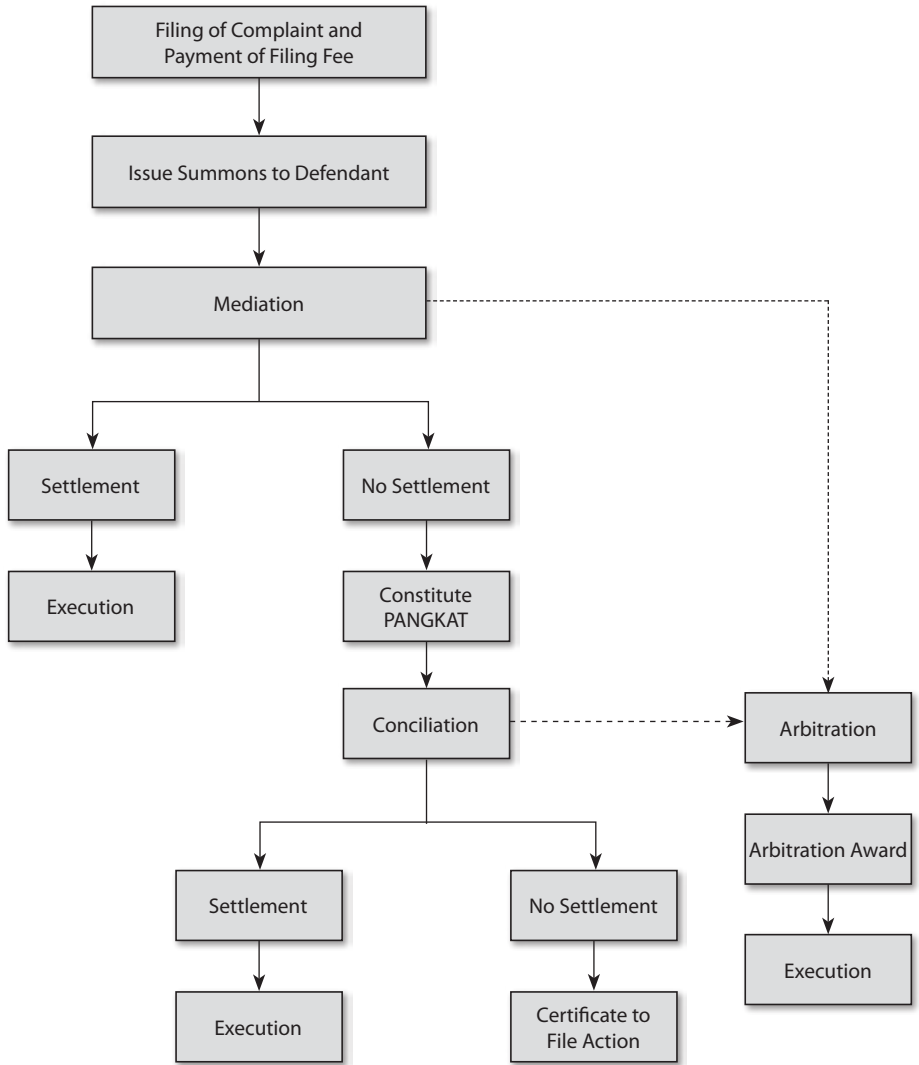 Filing of Complaint and
Payment of Filing Fee
Issue Summons to Defendant
Mediation
Settlement
No Settlement
Execution
Constitute
PANGKAT
Conciliation
Arbitration
Arbitration Award
Settlement
No Settlement
Execution
Execution
Certificate to
File Action